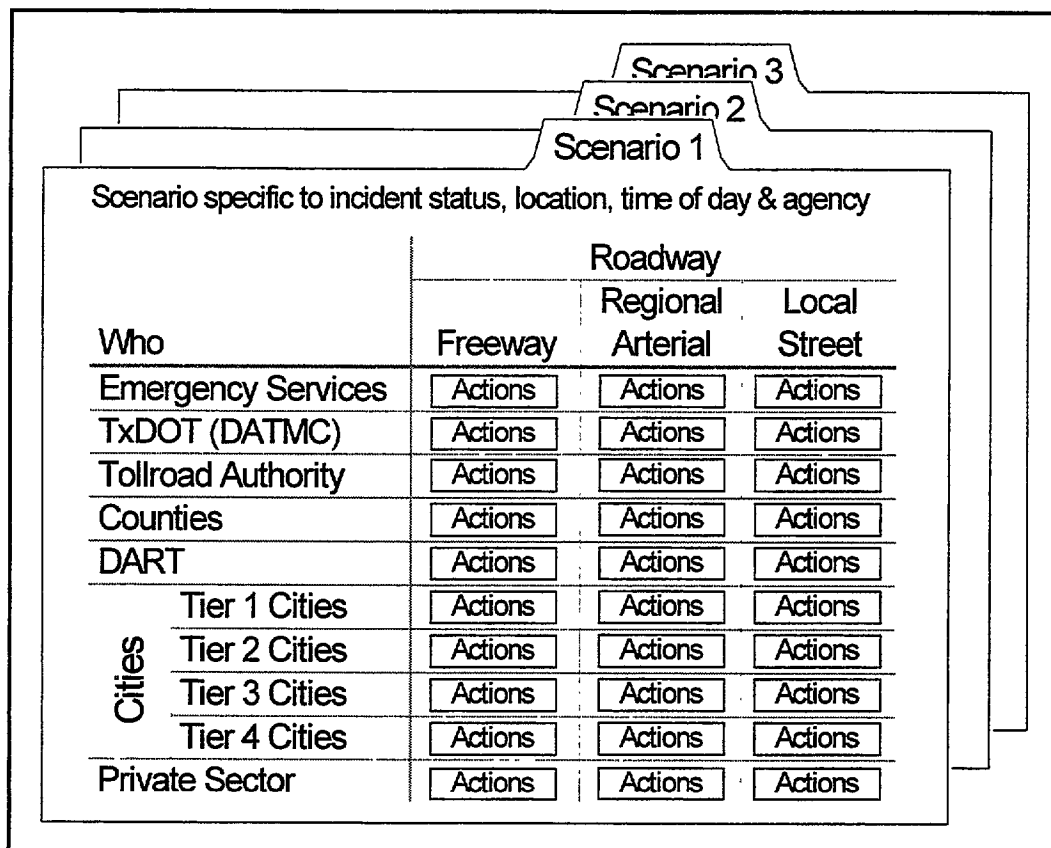 Scenario 3
Scenario 2
Scenario 1
Scenario specific to incident status, location, time of day & agency
Roadway
Regional Local
Who Freeway Arterial Street
Emergency Services Actions Actions Actions
TxDOT (DATMC) Actions Actions Actions
Tollroad Authority Actions Actions Actions
Counties Actions Actions Actions
DART Actions Actions Actions
Cities
Tier 1 Cities Actions Actions Actions
Tier 2 Cities Actions Actions Actions
Tier 3 Cities Actions Actions Actions
Tier 4 Cities Actions Actions Actions
Private Sector Actions Actions Actions